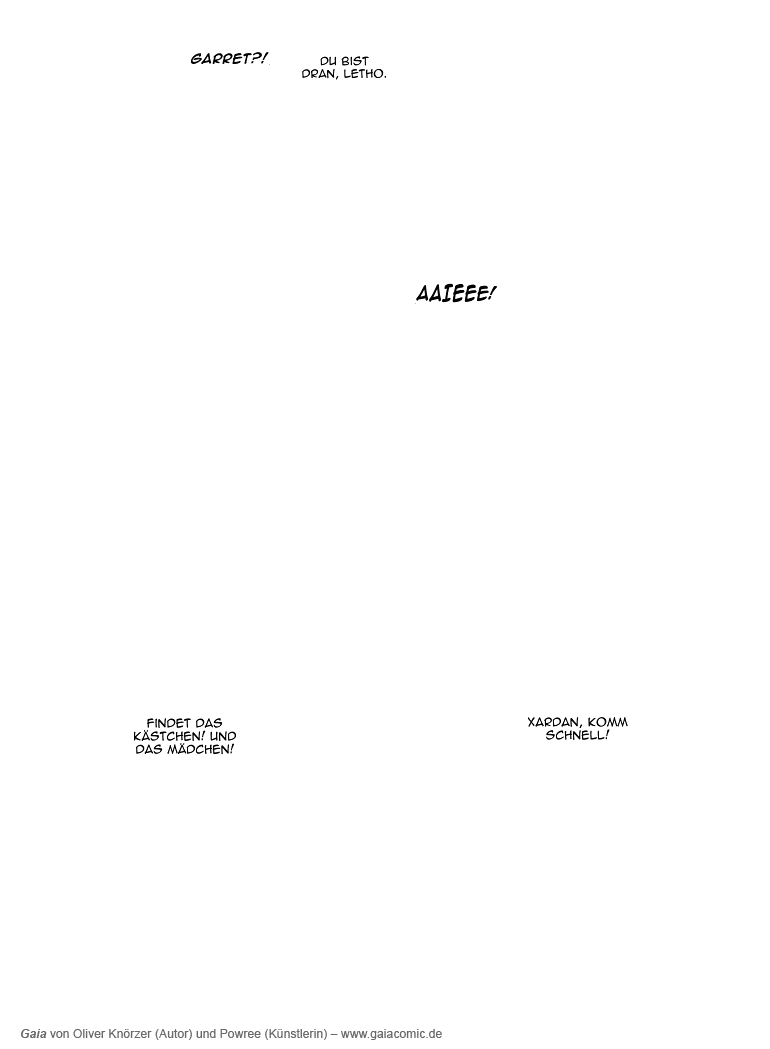 GARRET?!
DU BIST
DRAN, LETHO.
AAIEEE!
FINDET DAS
KÄSTCHEN! UND
DAS MÄDCHEN!
XARDAN, KOMM
SCHNELL!
Gaia von Oliver Knörzer (Autor) und Powree (Künstlerin) – www.gaiacomic.de